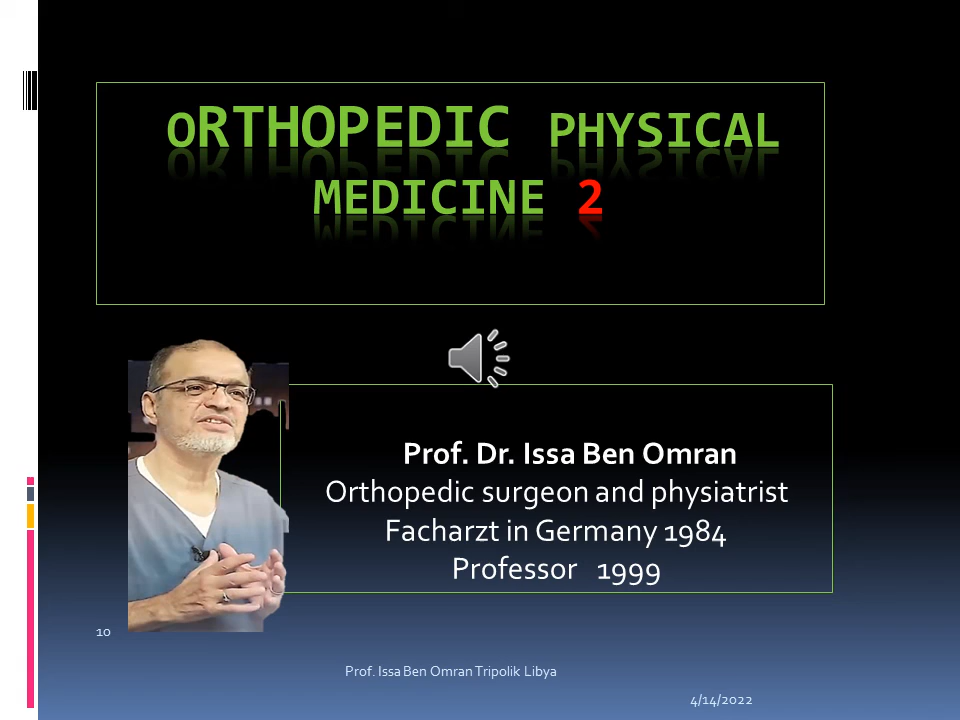 ORTHOPEDIC PHYSICAL
MEDICINE 2
Prof. Dr. Issa Ben Omran
Orthopedic surgeon and physiatrist
Facharzt in Germany 1984
Professor 1999
10
Prof. Issa Ben Omran Tripolik Libya
4/14/2022